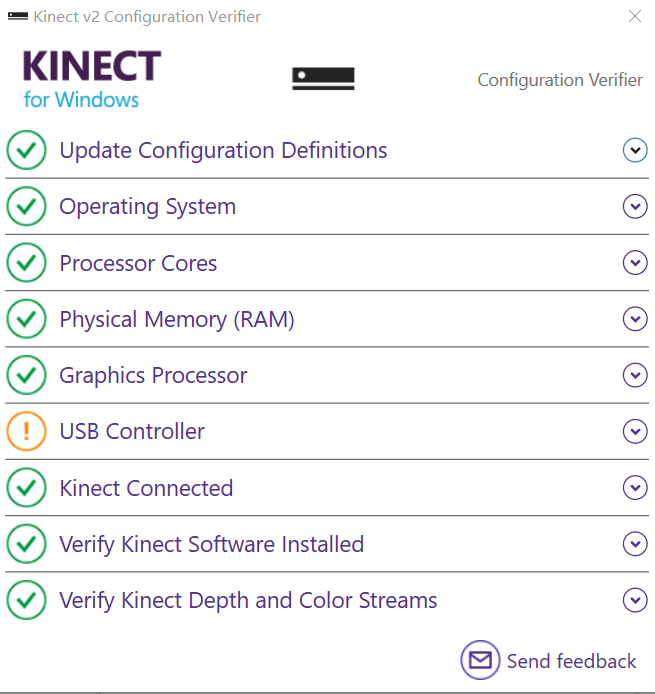 Kinect v2 Configuration Verifier
KINECT
for Windows
Configuration Verifier
Update Configuration Definitions
Operating System
Processor Cores
Physical Memory (RAM)
Graphics Processor
USB Controller
Kinect Connected
Verify Kinect Software Installed
Verify Kinect Depth and Color Streams
Send feedback